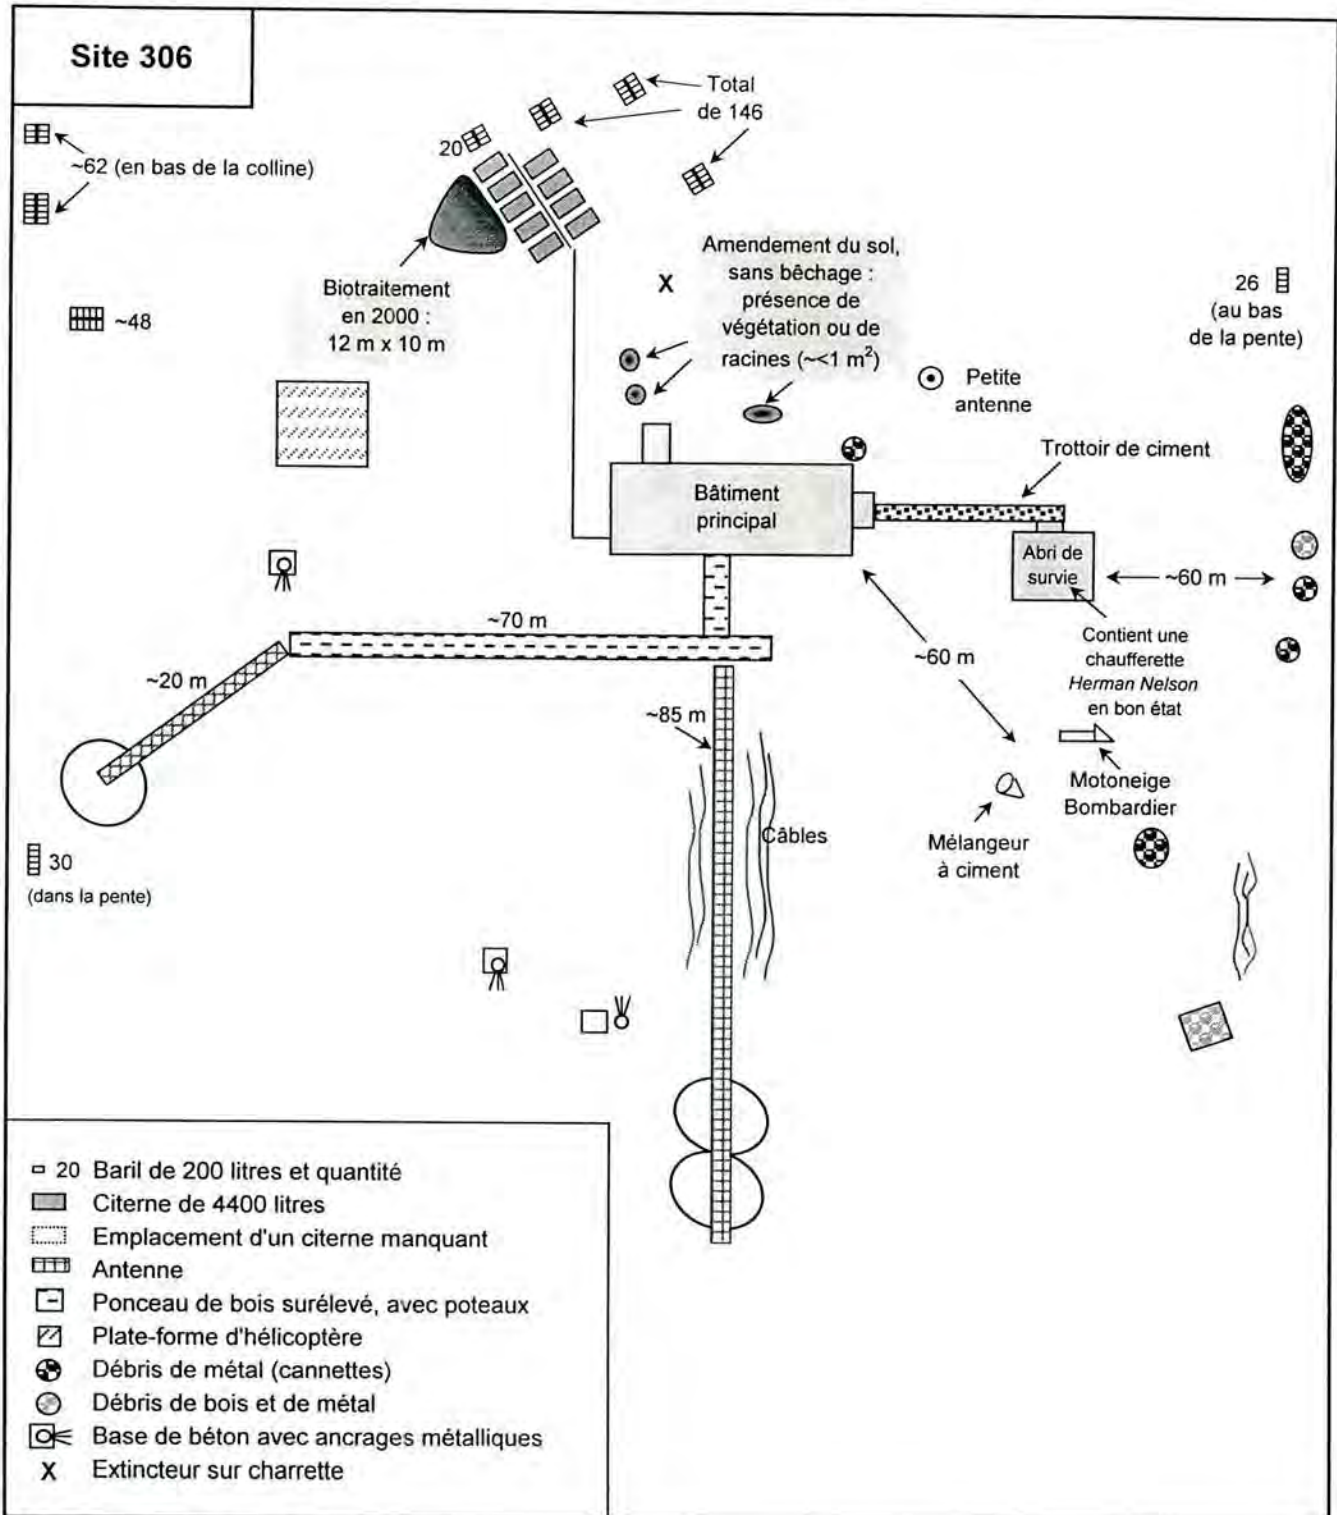 Site 306
Total
de 146
20
~62 (en bas de la colline)
Amendement du sol,
sans bêchage :
présence de
végétation ou de
racines (~<1 m²)
X
Biotraitement
en 2000 :
12 m x 10 m
~48
26
(au bas
de la pente)
Petite
antenne
Trottoir de ciment
Bâtiment
principal
Abri de
survie
~60 m
~70 m
Contient une
chaufferette
Herman Nelson
en bon état
~60 m
~20 m
~85 m
Motoneige
Bombardier
Câbles
Mélangeur
à ciment
30
(dans la pente)
20 Baril de 200 litres et quantité
Citerne de 4400 litres
Emplacement d'un citerne manquant
Antenne
Ponceau de bois surélevé, avec poteaux
Plate-forme d'hélicoptère
Débris de métal (cannettes)
Débris de bois et de métal
Base de béton avec ancrages métalliques
X Extincteur sur charrette